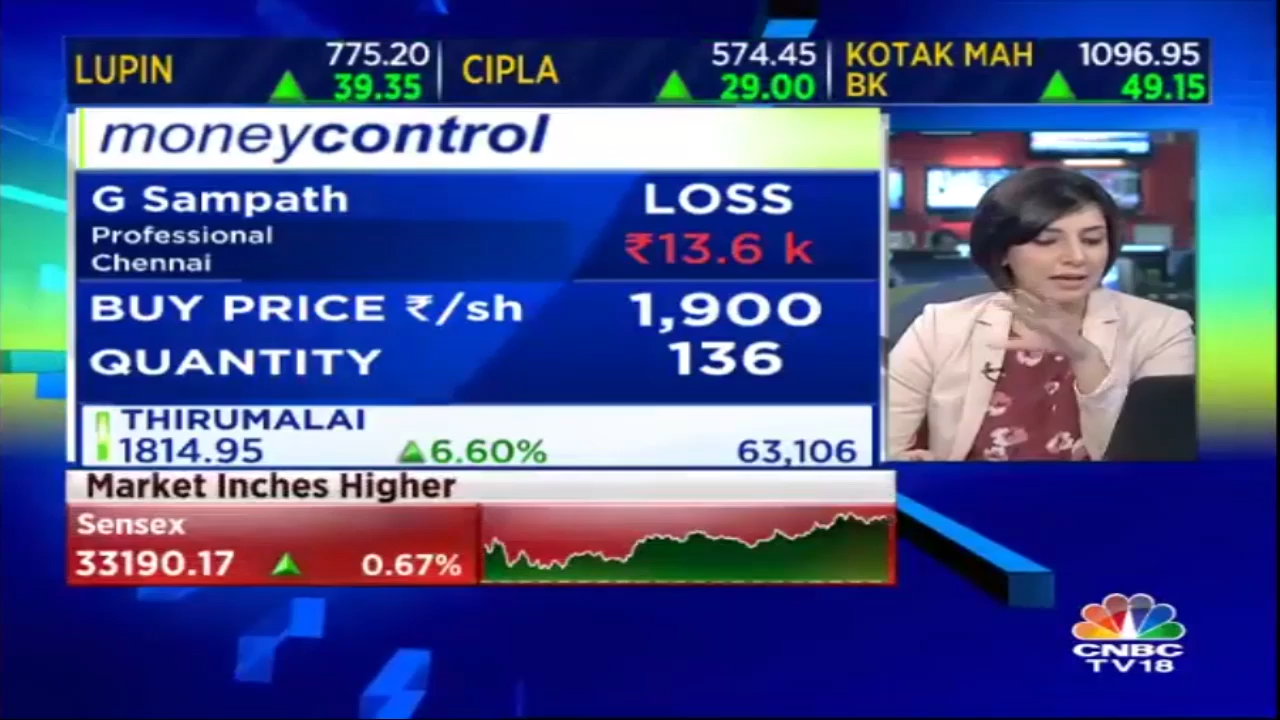 LUPIN 775.20
39.35
CIPLA 574.45
29.00
KOTAK MAH 1096.95
BK 49.15
moneycontrol
G Sampath LOSS
Professional ₹13.6 k
Chennai
BUY PRICE ₹/sh 1,900
QUANTITY 136
THIRUMALAI
1814.95 6.60% 63,106
Market Inches Higher
Sensex
33190.17 0.67%
CNBC
TV18